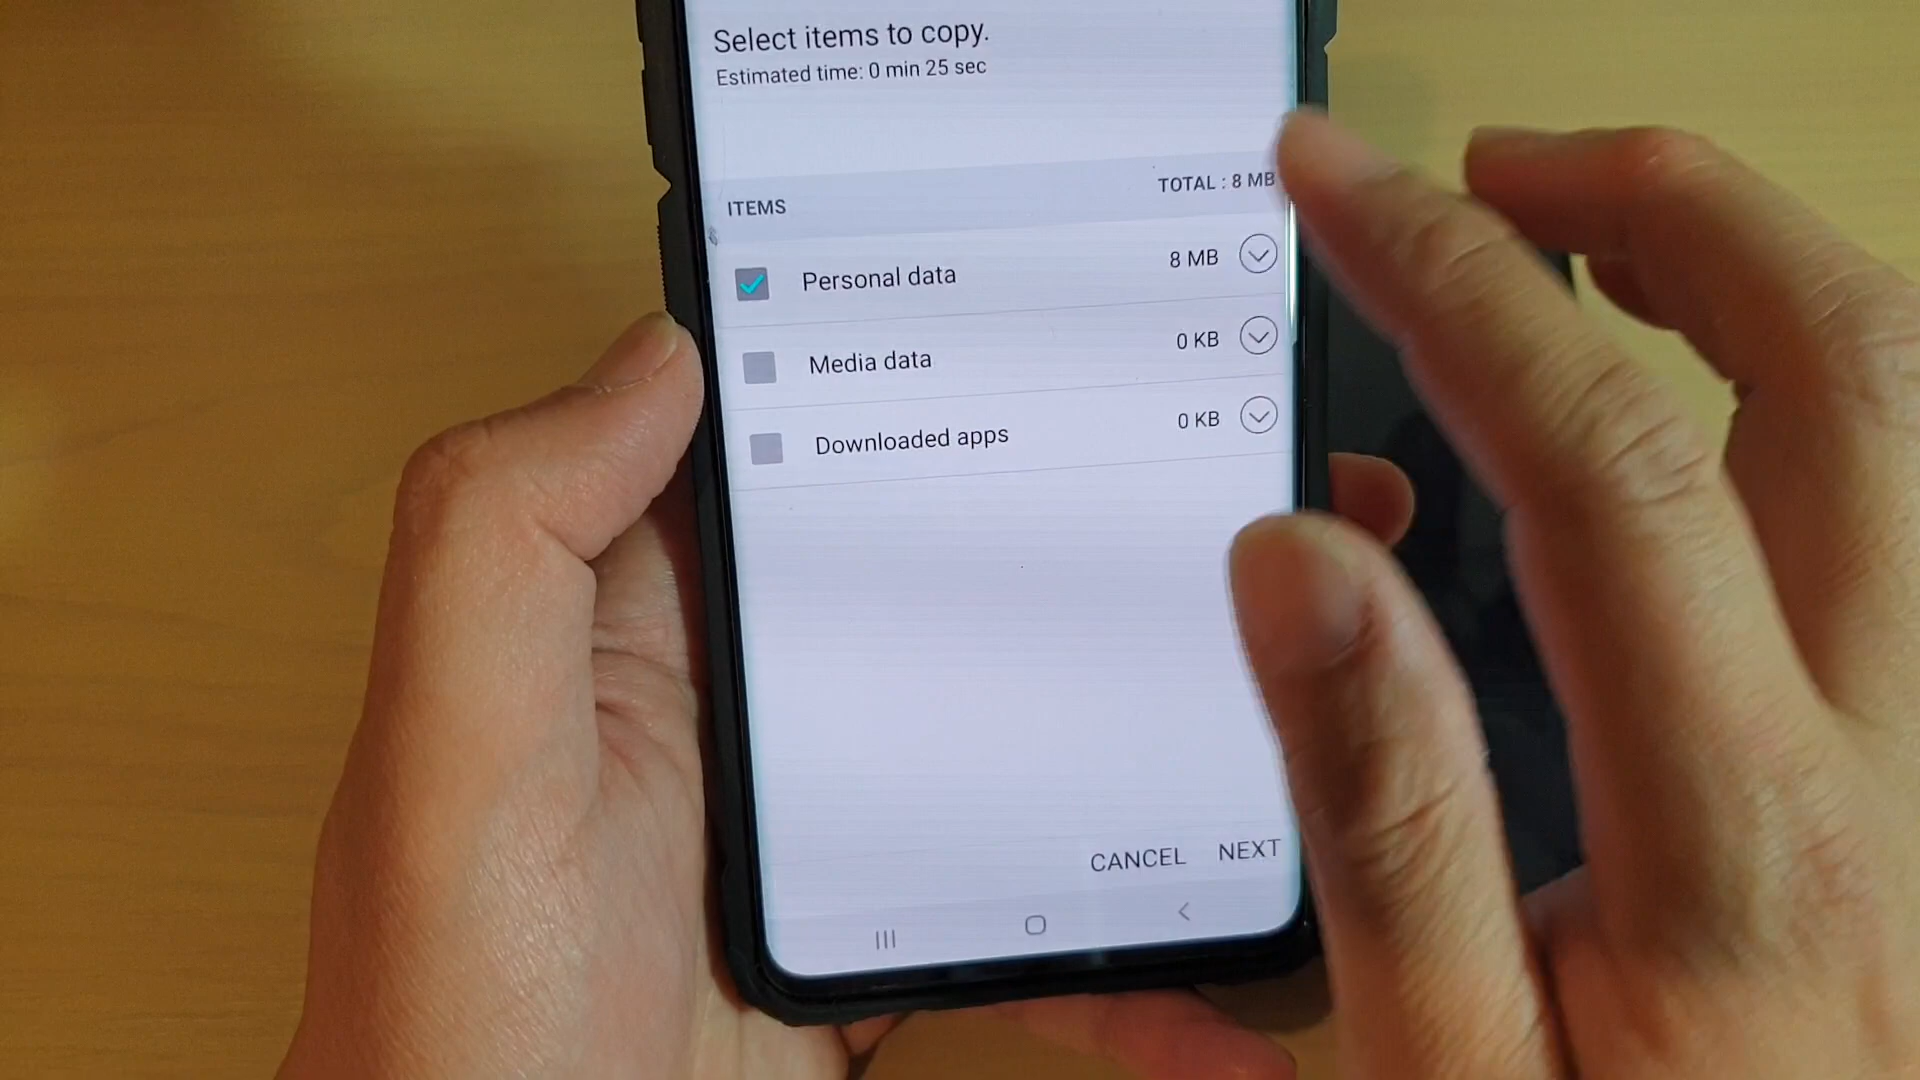 Select items to copy.
Estimated time: 0 min 25 sec
ITEMS TOTAL : 8 MB
Personal data 8 MB
Media data 0 KB
Downloaded apps 0 KB
CANCEL NEXT